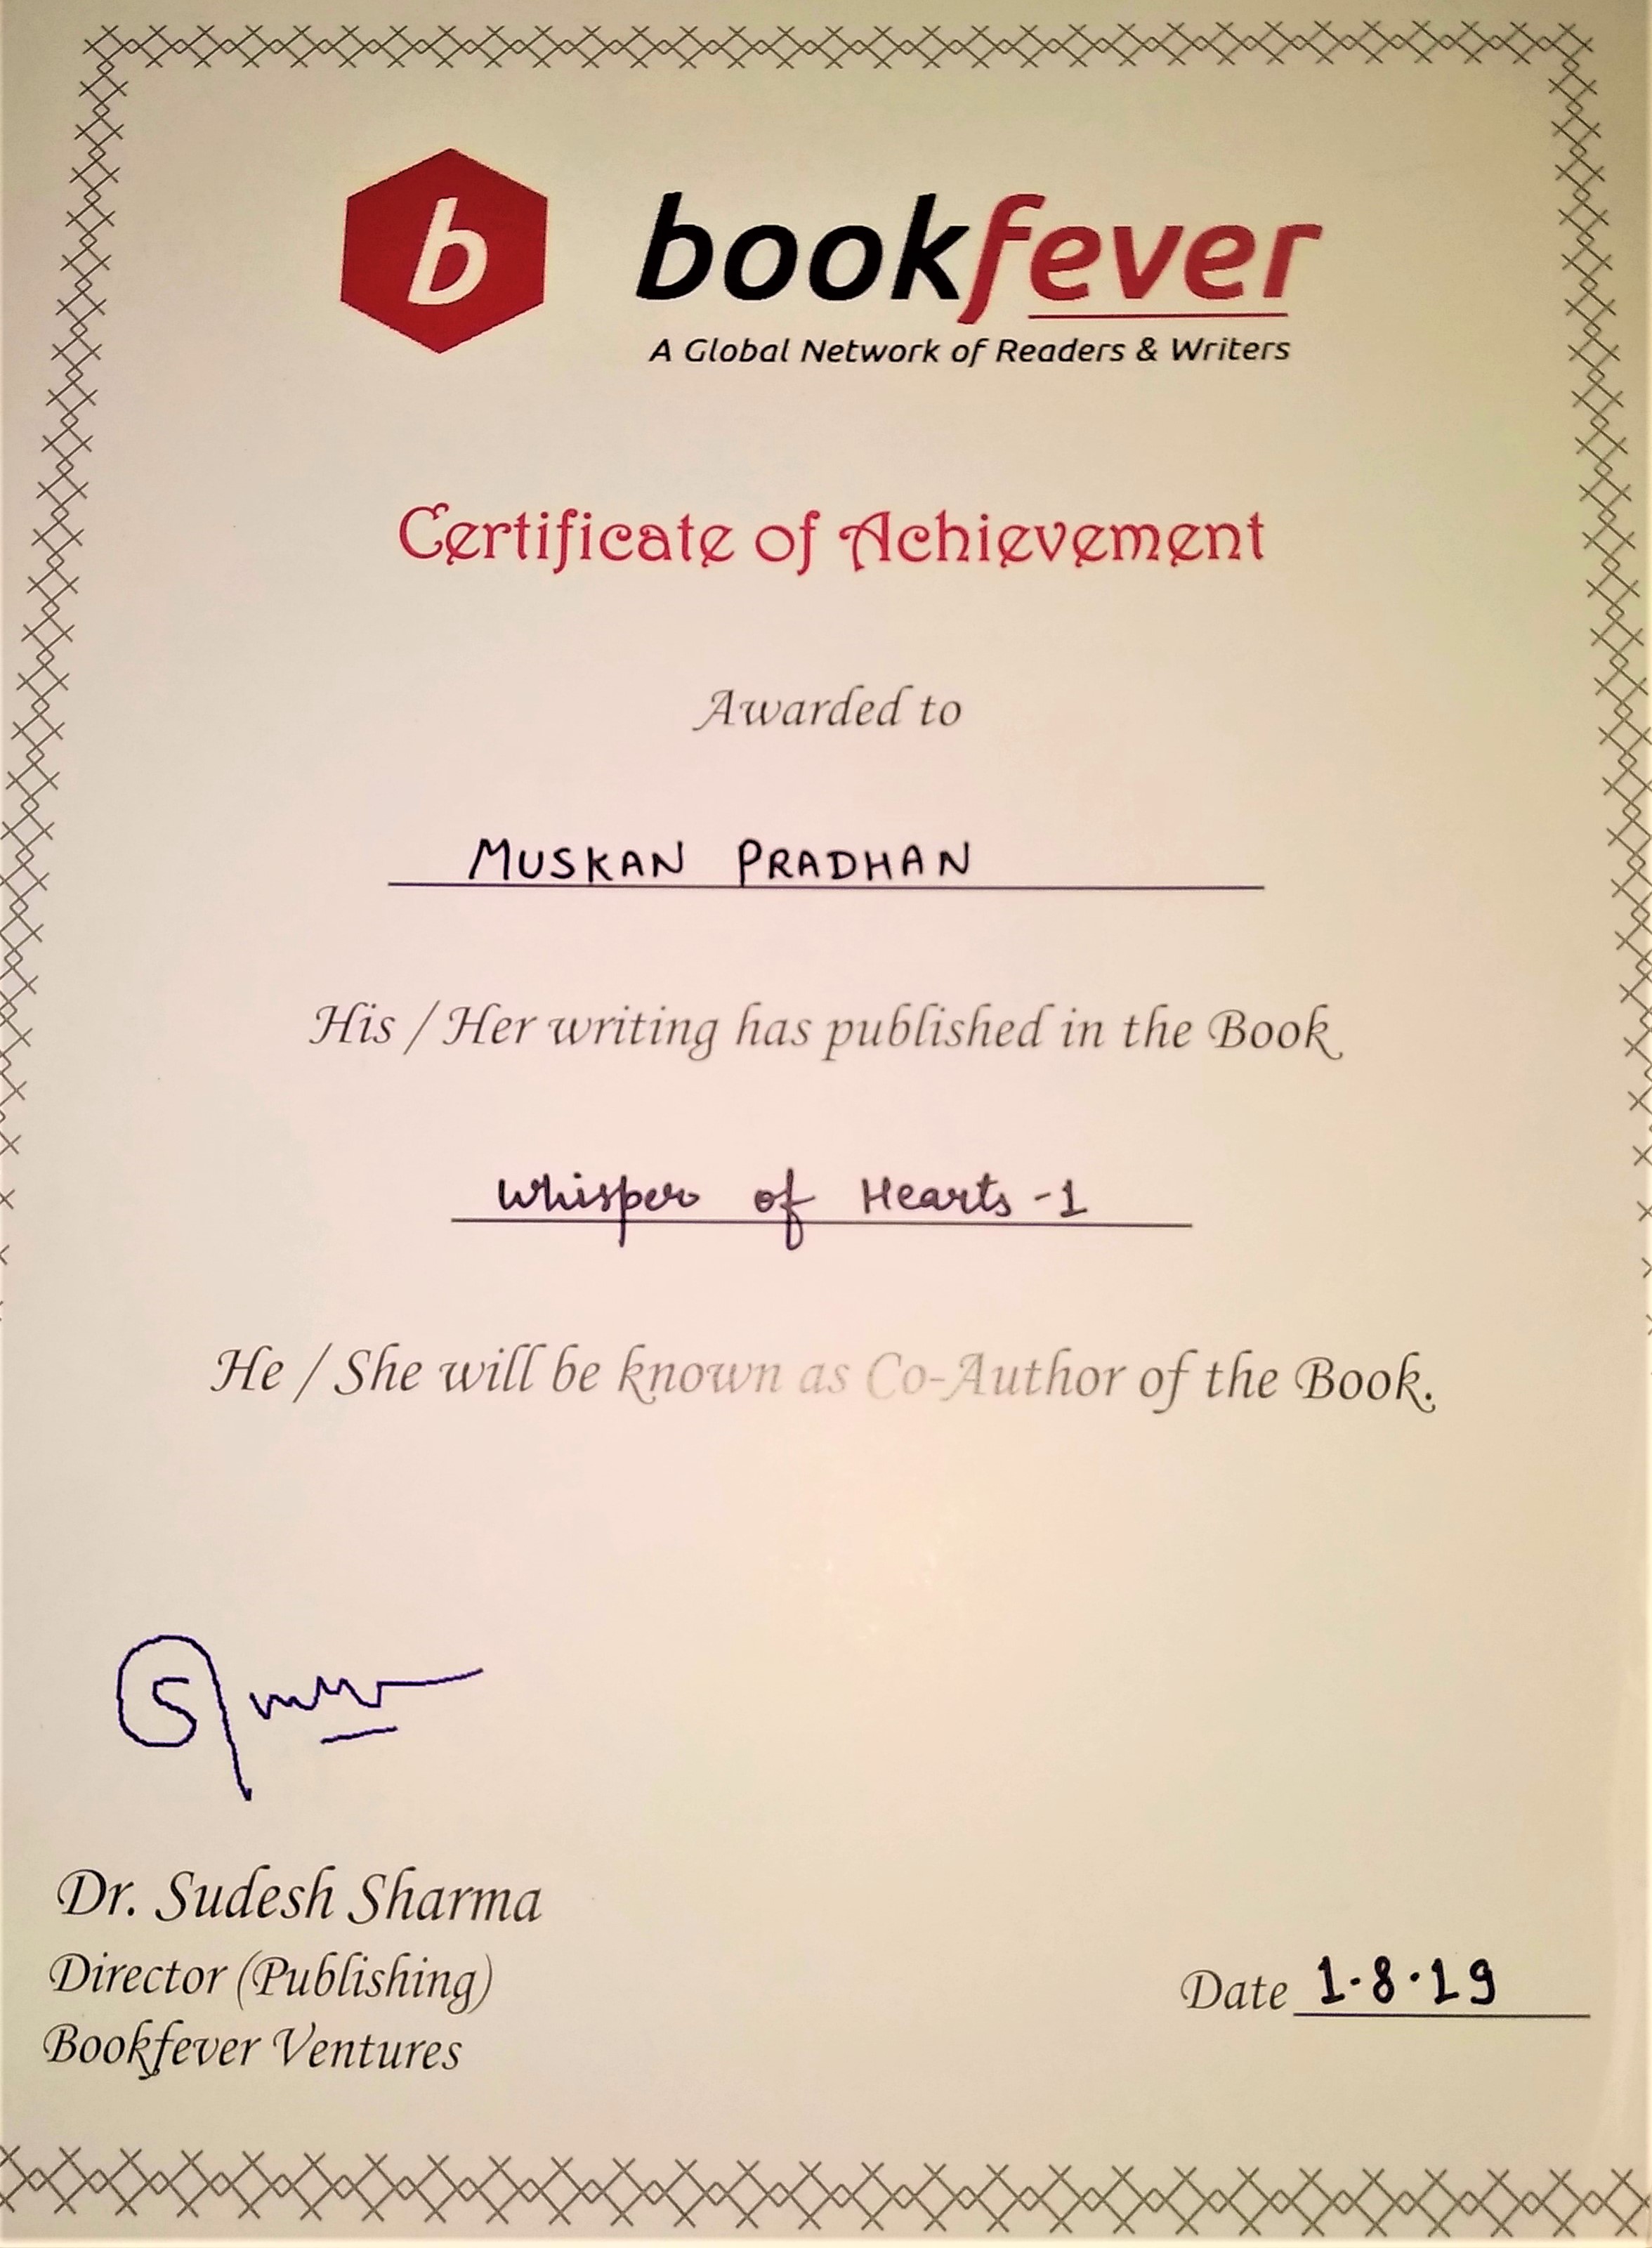 b
bookfever
A Global Network of Readers & Writers
Certificate of Achievement
Awarded to
MUSKAN PRADHAN
His / Her writing has published in the Book
Whisper of Hearts -1
He / She will be known as Co-Author of the Book.
Dr. Sudesh Sharma
Director (Publishing)
Bookfever Ventures
Date 1.8.19